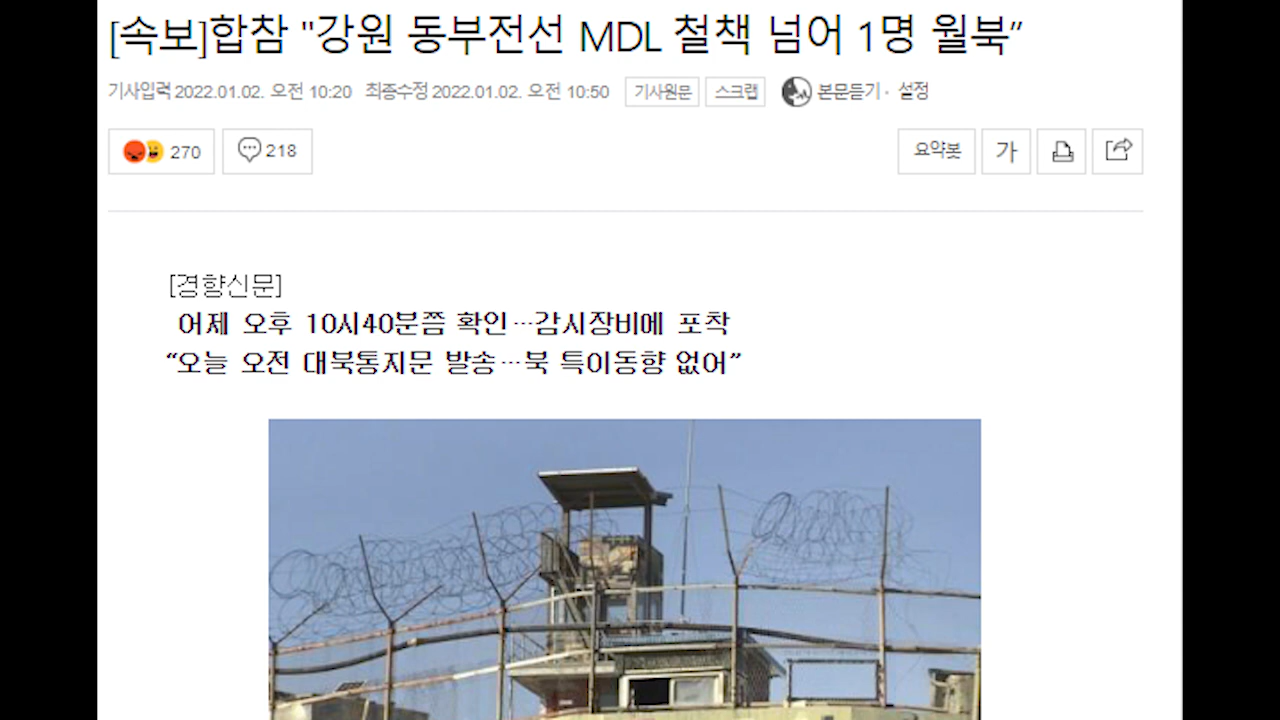 [속보]합참 "강원 동부전선 MDL 철책 넘어 1명 월북”
기사입력 2022.01.02. 오전 10:20 최종수정 2022.01.02. 오전 10:50 기사원문 스크랩 본문듣기· 설정
270 218 요약봇 가
[경향신문]
어제 오후 10시40분쯤 확인…감시장비에 포착
“오늘 오전 대북통지문 발송…북 특이동향 없어”